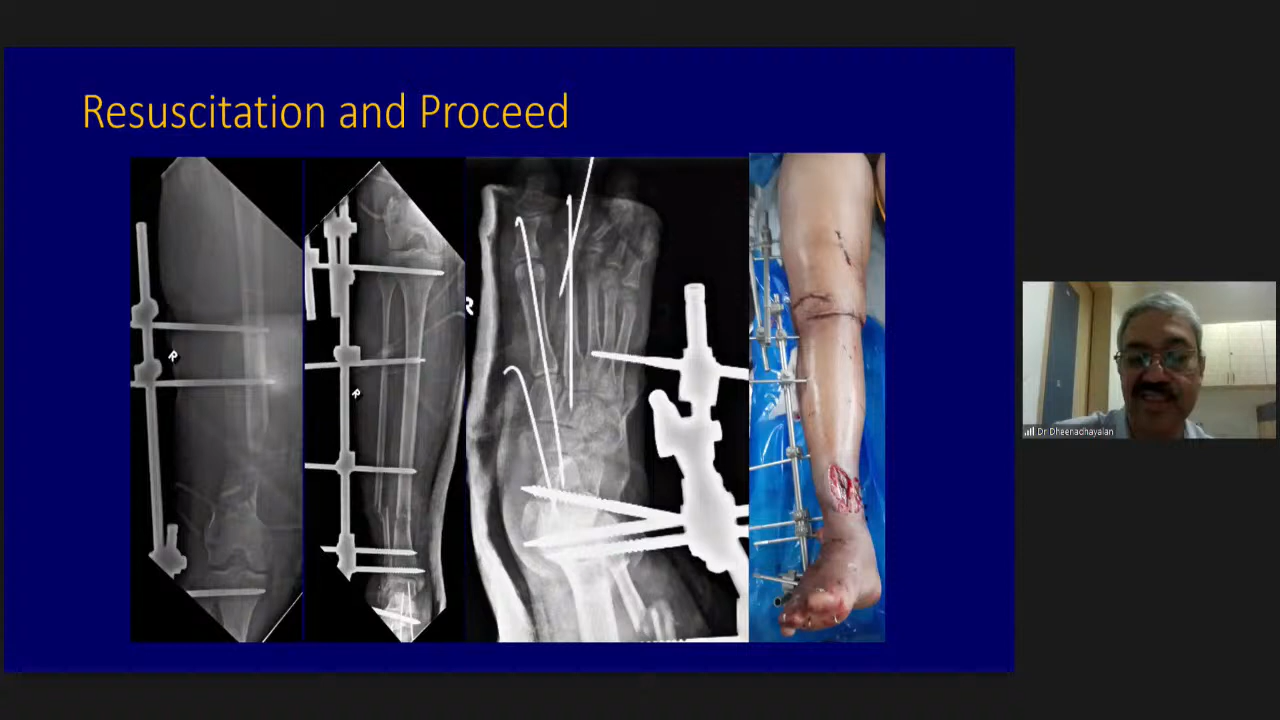 Resuscitation and Proceed
R
R
R
Dr Dheenadhayalan